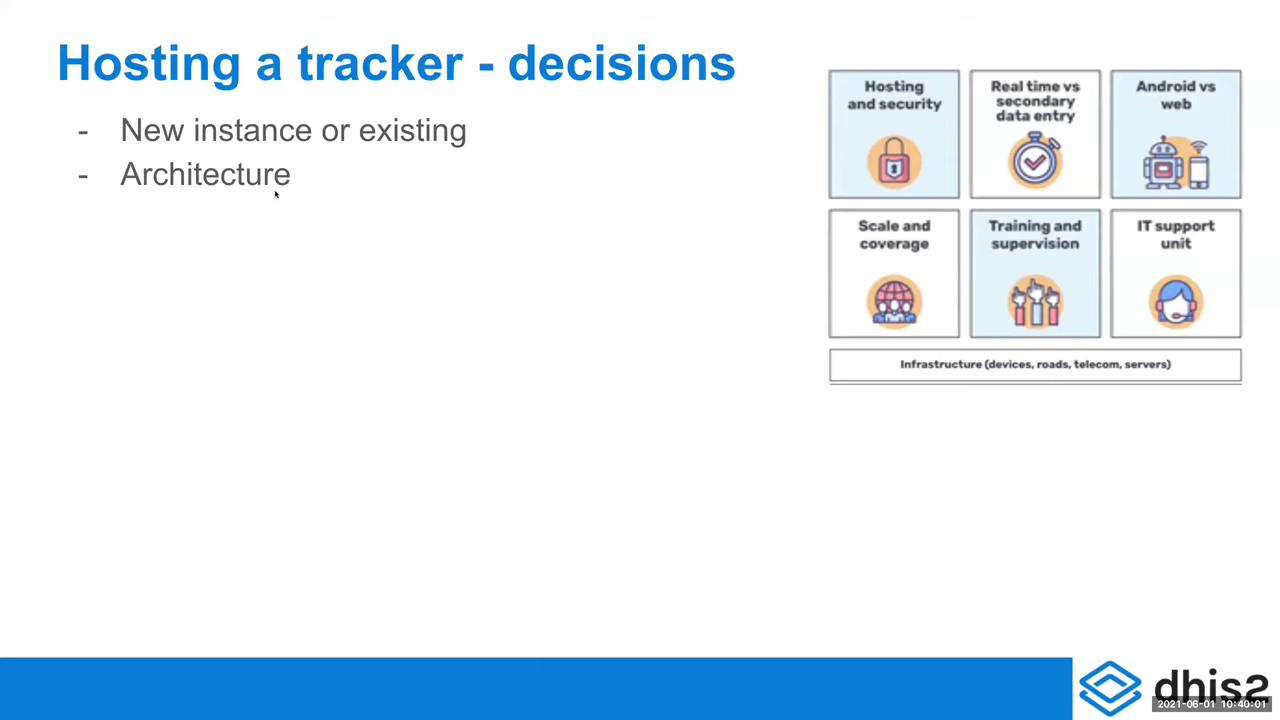 Hosting a tracker - decisions
- New instance or existing
- Architecture
Hosting
and security
Real time vs
secondary
data entry
Android vs
web
Scale and
coverage
Training and
supervision
IT support
unit
Infrastructure (devices, roads, telecom, servers)
dhis2
2021-06-01 10:40:01